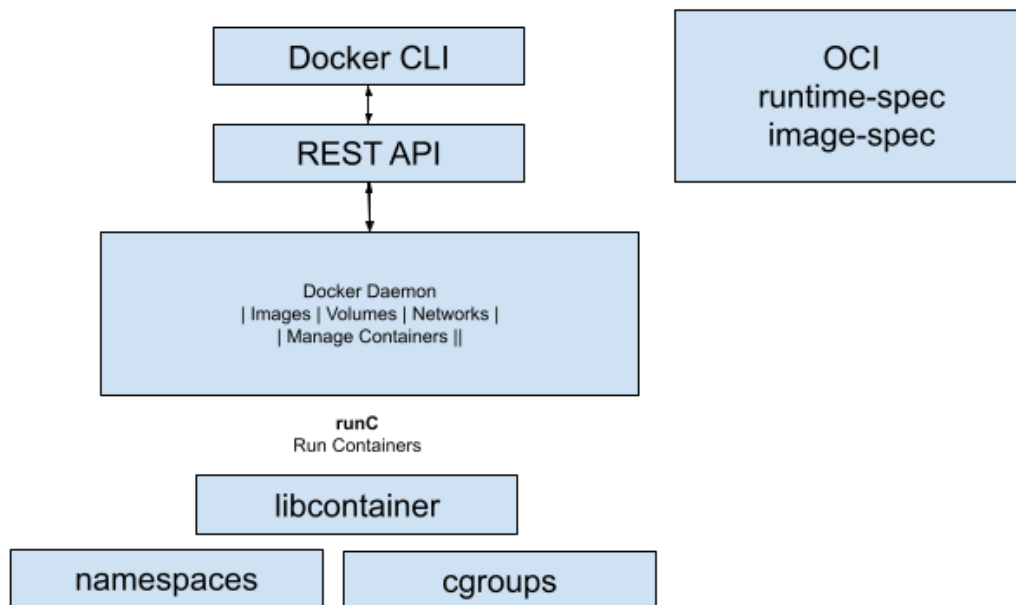 Docker CLI
REST API
OCI
runtime-spec
image-spec
Docker Daemon
| Images | Volumes | Networks |
| Manage Containers ||
runC
Run Containers
libcontainer
namespaces
cgroups